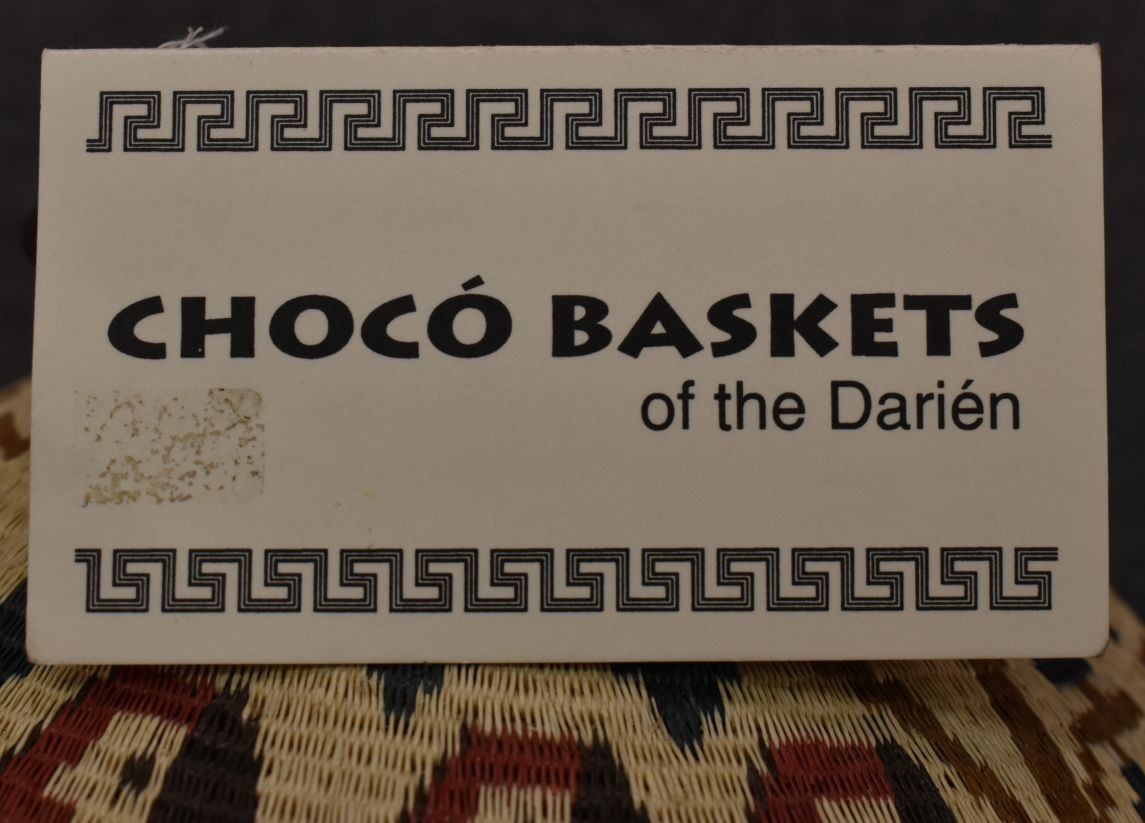 CHOCÓ BASKETS
of the Darién